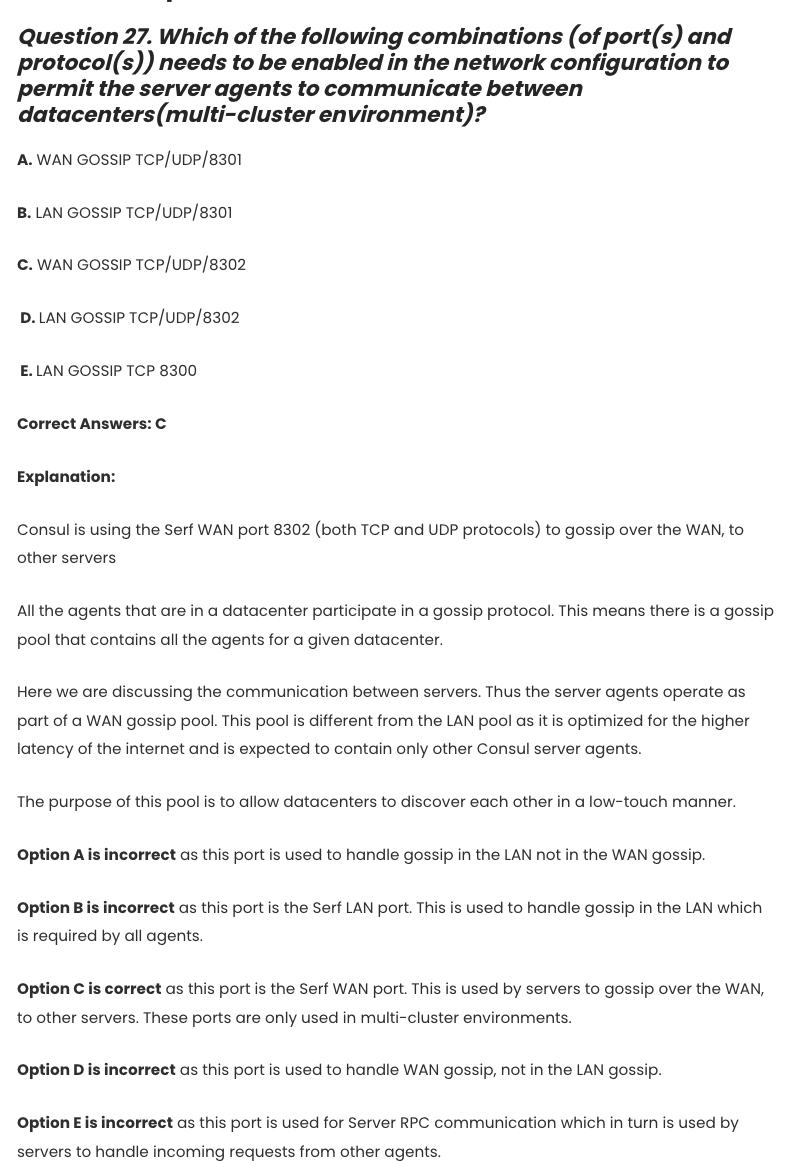 Question 27. Which of the following combinations (of port(s) and
protocol(s)) needs to be enabled in the network configuration to
permit the server agents to communicate between
datacenters(multi-cluster environment)?
A. WAN GOSSIP TCP/UDP/8301
B. LAN GOSSIP TCP/UDP/8301
C. WAN GOSSIP TCP/UDP/8302
D. LAN GOSSIP TCP/UDP/8302
E. LAN GOSSIP TCP 8300
Correct Answers: C
Explanation:
Consul is using the Serf WAN port 8302 (both TCP and UDP protocols) to gossip over the WAN, to
other servers
All the agents that are in a datacenter participate in a gossip protocol. This means there is a gossip
pool that contains all the agents for a given datacenter.
Here we are discussing the communication between servers. Thus the server agents operate as
part of a WAN gossip pool. This pool is different from the LAN pool as it is optimized for the higher
latency of the internet and is expected to contain only other Consul server agents.
The purpose of this pool is to allow datacenters to discover each other in a low-touch manner.
Option A is incorrect as this port is used to handle gossip in the LAN not in the WAN gossip.
Option B is incorrect as this port is the Serf LAN port. This is used to handle gossip in the LAN which
is required by all agents.
Option C is correct as this port is the Serf WAN port. This is used by servers to gossip over the WAN,
to other servers. These ports are only used in multi-cluster environments.
Option D is incorrect as this port is used to handle WAN gossip, not in the LAN gossip.
Option E is incorrect as this port is used for Server RPC communication which in turn is used by
servers to handle incoming requests from other agents.